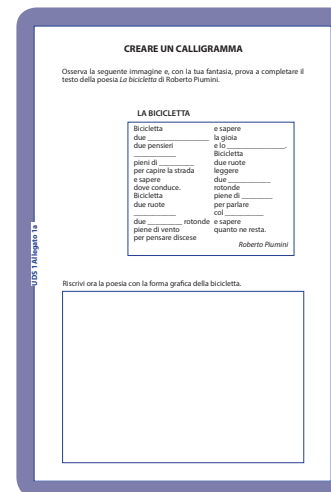 CREARE UN CALLIGRAMMA
Osserva la seguente immagine e, con la tua fantasia, prova a completare il
testo della poesia La bicicletta di Roberto Piumini.
LA BICICLETTA
Bicicletta
due ________________
due pensieri
___________
pieni di _________
per capire la strada
e sapere
dove conduce.
Bicicletta
due ruote
___________
due _________ rotonde
piene di vento
per pensare discese
e sapere
la gioia
e lo _______________.
Bicicletta
due ruote
leggere
due___________
rotonde
piene di ________
per parlare
col __________
e sapere
quanto ne resta.
Roberto Piumini
UDS 1 Allegato 1a
Riscrivi ora la poesia con la forma grafica della bicicletta.